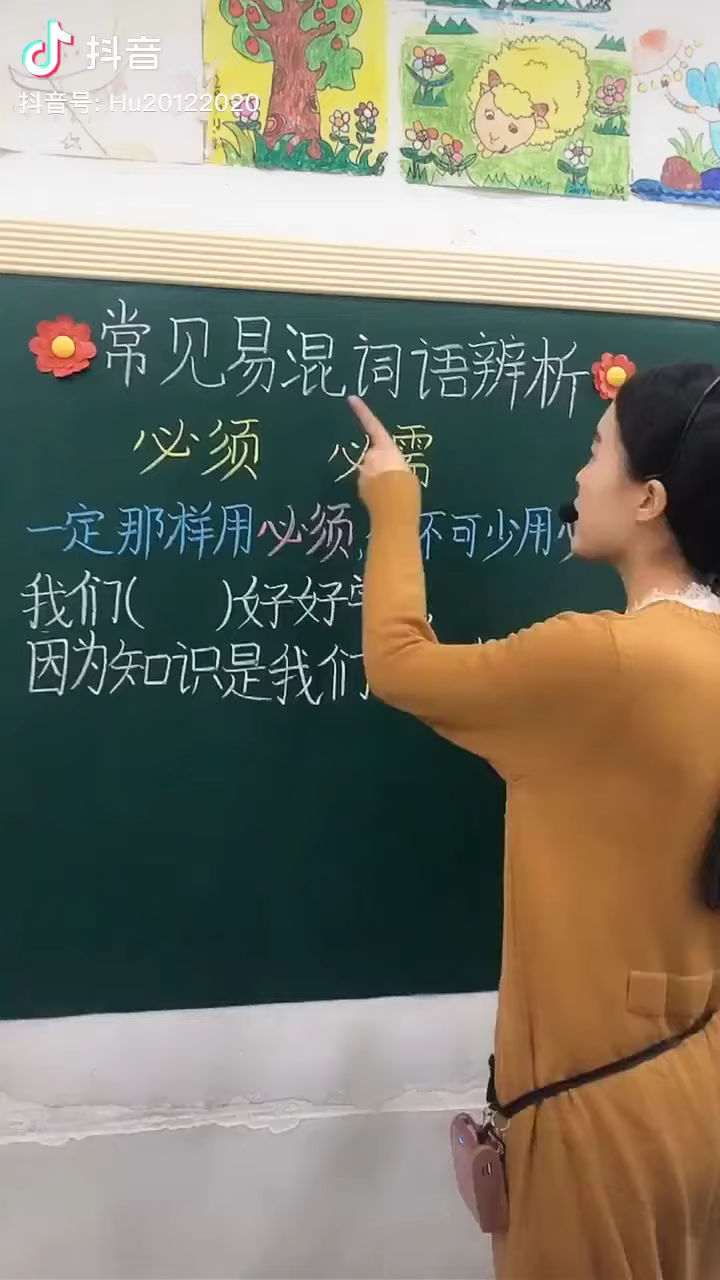 抖音
抖音号: Hu20122020
常见易混词语辨析
必须 必需
一定那样用必须, 不可少用
我们( )好好学
因为知识是我们